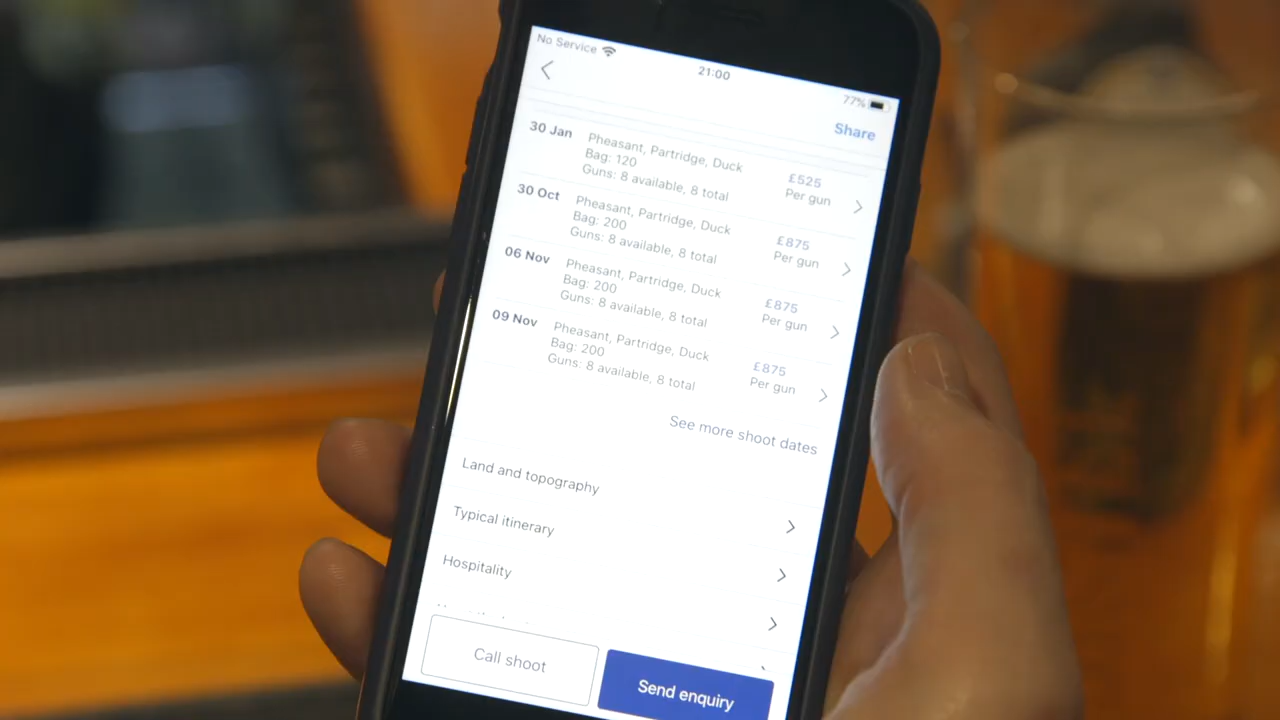 No Service
21:00
77%
Share
30 Jan
Pheasant, Partridge, Duck
Bag: 120
Guns: 8 available, 8 total
£525
Per gun
30 Oct
Pheasant, Partridge, Duck
Bag: 200
Guns: 8 available, 8 total
£875
Per gun
06 Nov
Pheasant, Partridge, Duck
Bag: 200
Guns: 8 available, 8 total
£875
Per gun
09 Nov
Pheasant, Partridge, Duck
Bag: 200
Guns: 8 available, 8 total
£875
Per gun
See more shoot dates
Land and topography
Typical itinerary
Hospitality
Call shoot
Send enquiry